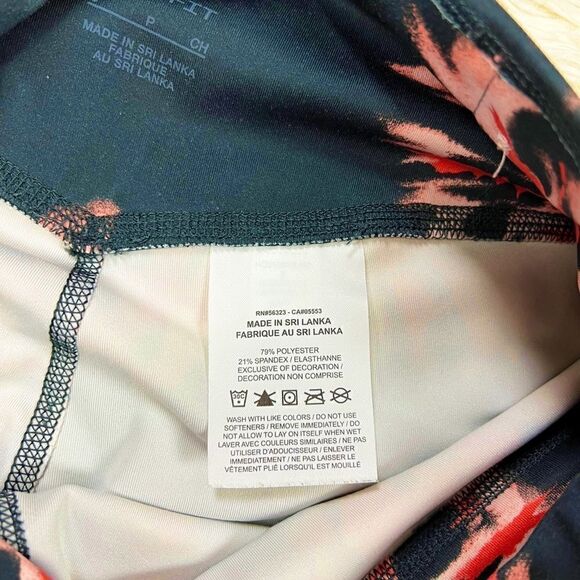 FIT
P CH
MADE IN SRI LANKA
FABRIQUE
AU SRI LANKA
RN#56323 - CA#05553
MADE IN SRI LANKA
FABRIQUE AU SRI LANKA
79% POLYESTER
21% SPANDEX / ELASTHANNE
EXCLUSIVE OF DECORATION /
DECORATION NON COMPRISE
30C
WASH WITH LIKE COLORS / DO NOT USE
SOFTENERS / REMOVE IMMEDIATELY / DO
NOT ALLOW TO LAY ON ITSELF WHEN WET
LAVER AVEC COULEURS SIMILAIRES / NE PAS
UTILISER D'ADOUCISSEUR / ENLEVER
IMMEDIATEMENT / NE PAS LAISSER LE
VÊTEMENT PLIÉ LORSQU'IL EST MOUILLÉ